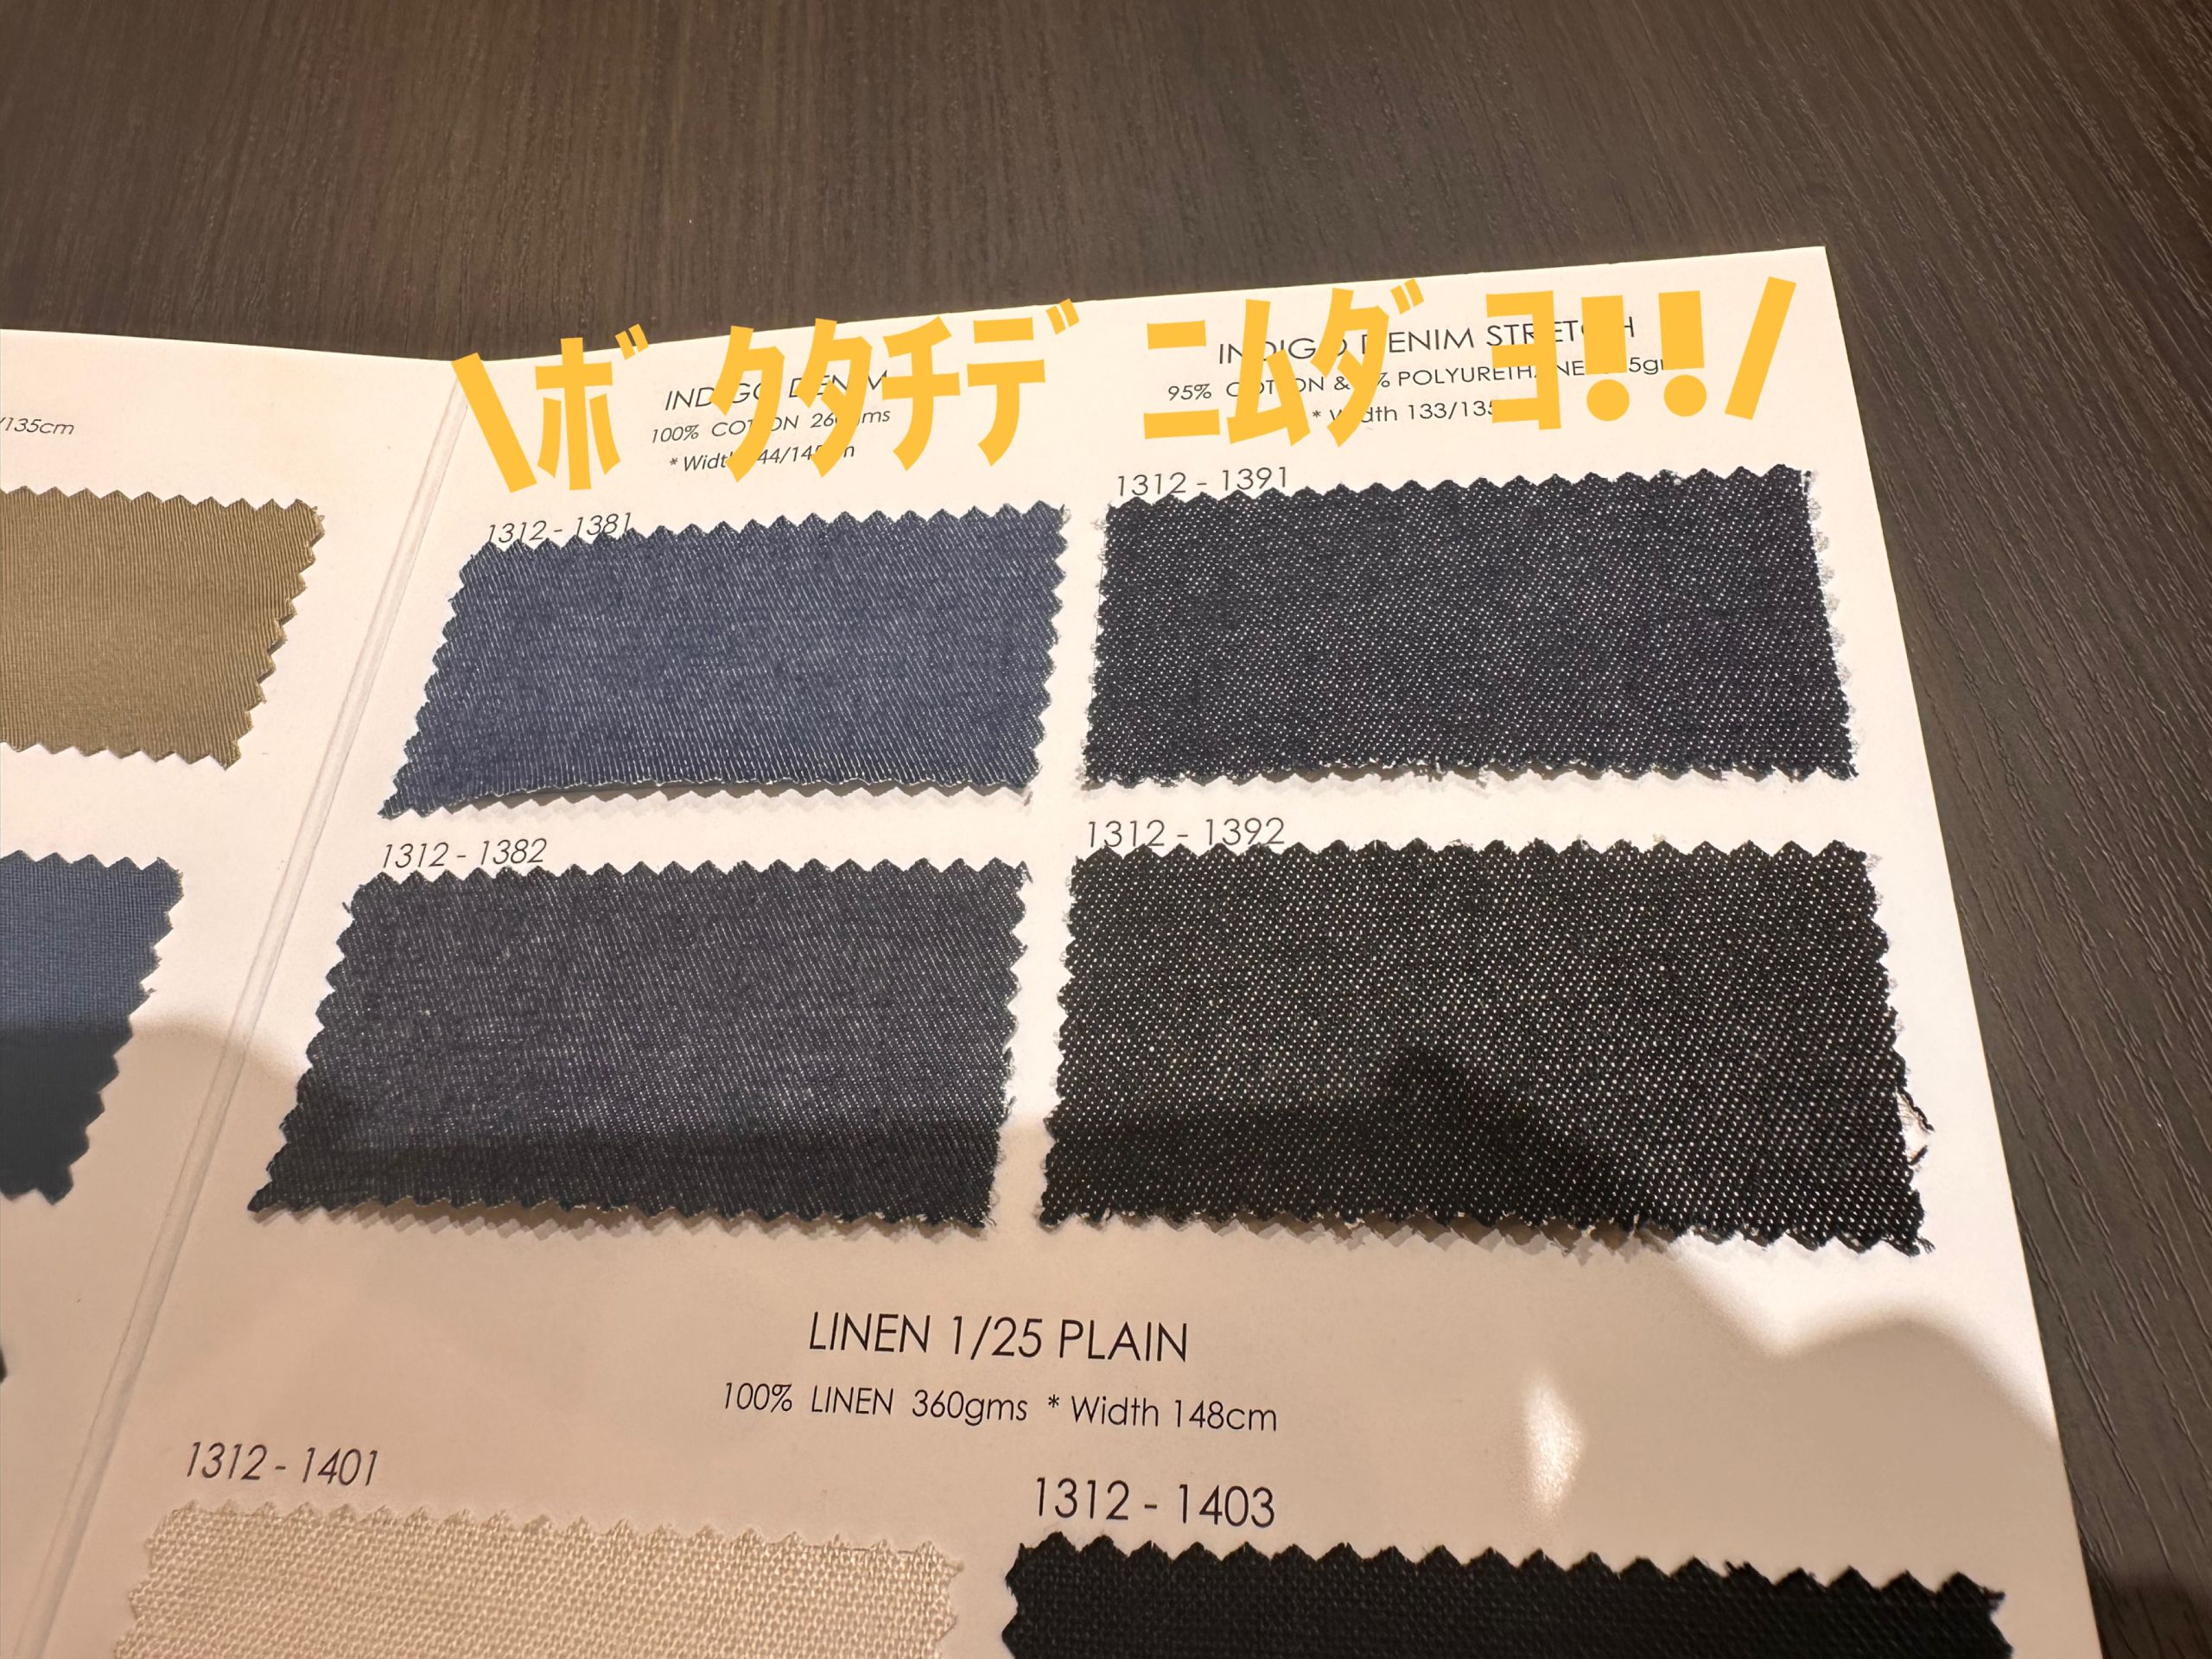 \ボクタチデニムダヨ!!/
/135cm
INDIGO DENIM
100% COTTON
* Width
INDIGO DENIM STRETCH
95% COTTON & % POLYURETHANE
* Width 133/135
1312 - 1381
1312 - 1391
1312 - 1382
1312 - 1392
LINEN 1/25 PLAIN
100% LINEN 360gms * Width 148cm
1312 - 1401
1312 - 1403